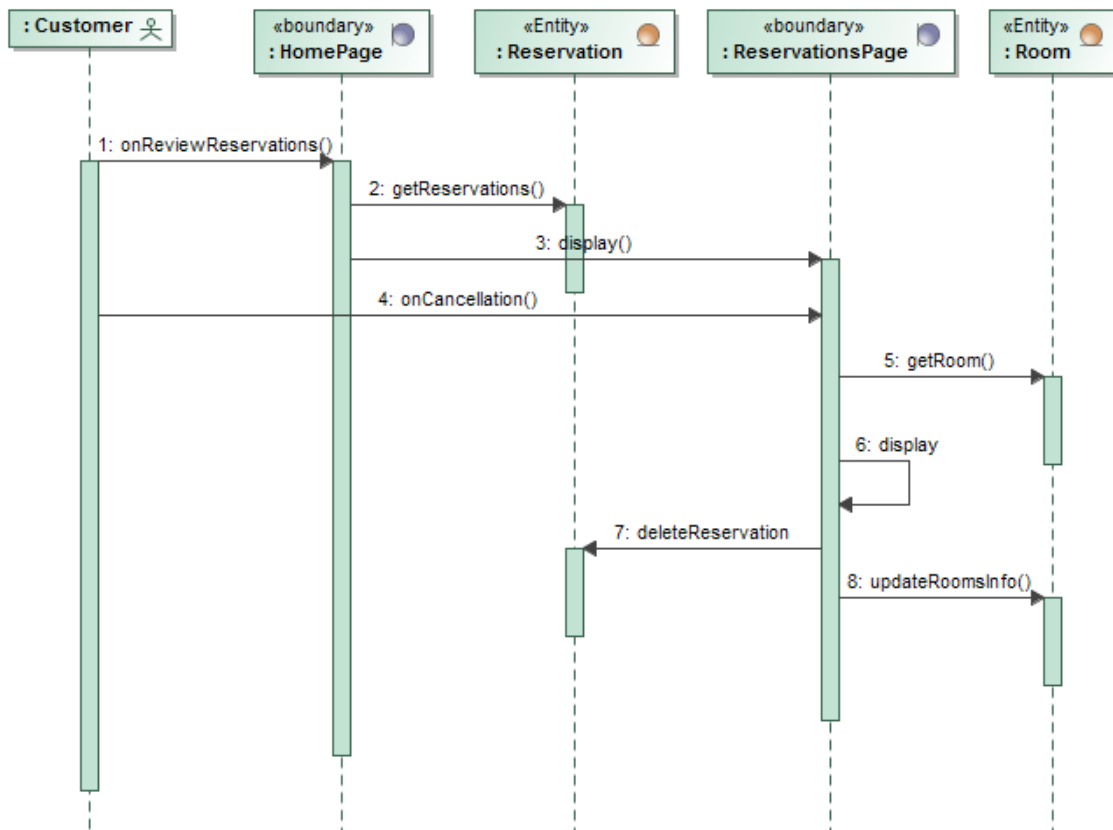 : Customer
«boundary»
: HomePage
«Entity»
: Reservation
«boundary»
: ReservationsPage
«Entity»
: Room
1: onReviewReservations()
2: getReservations()
3: display()
4: onCancellation()
5: getRoom()
6: display
7: deleteReservation
8: updateRoomsInfo()